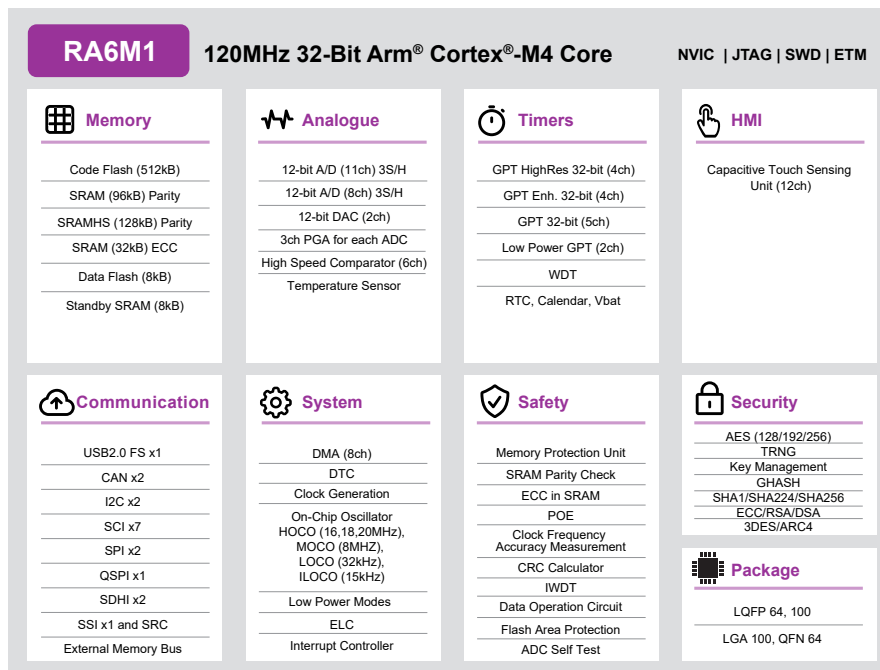 RA6M1
120MHz 32-Bit Arm® Cortex®-M4 Core
NVIC | JTAG | SWD | ETM
Memory
Code Flash (512kB)
SRAM (96kB) Parity
SRAMHS (128kB) Parity
SRAM (32kB) ECC
Data Flash (8kB)
Standby SRAM (8kB)
Analogue
12-bit A/D (11ch) 3S/H
12-bit A/D (8ch) 3S/H
12-bit DAC (2ch)
3ch PGA for each ADC
High Speed Comparator (6ch)
Temperature Sensor
Timers
GPT HighRes 32-bit (4ch)
GPT Enh. 32-bit (4ch)
GPT 32-bit (5ch)
Low Power GPT (2ch)
WDT
RTC, Calendar, Vbat
HMI
Capacitive Touch Sensing
Unit (12ch)
Communication
USB2.0 FS x1
CAN x2
I2C x2
SCI x7
SPI x2
QSPI x1
SDHI x2
SSI x1 and SRC
External Memory Bus
System
DMA (8ch)
DTC
Clock Generation
On-Chip Oscillator
HOCO (16,18,20MHz),
MOCO (8MHZ),
LOCO (32kHz),
ILOCO (15kHz)
Low Power Modes
ELC
Interrupt Controller
Safety
Memory Protection Unit
SRAM Parity Check
ECC in SRAM
POE
Clock Frequency
Accuracy Measurement
CRC Calculator
IWDT
Data Operation Circuit
Flash Area Protection
ADC Self Test
Security
AES (128/192/256)
TRNG
Key Management
GHASH
SHA1/SHA224/SHA256
ECC/RSA/DSA
3DES/ARC4
Package
LQFP 64, 100
LGA 100, QFN 64